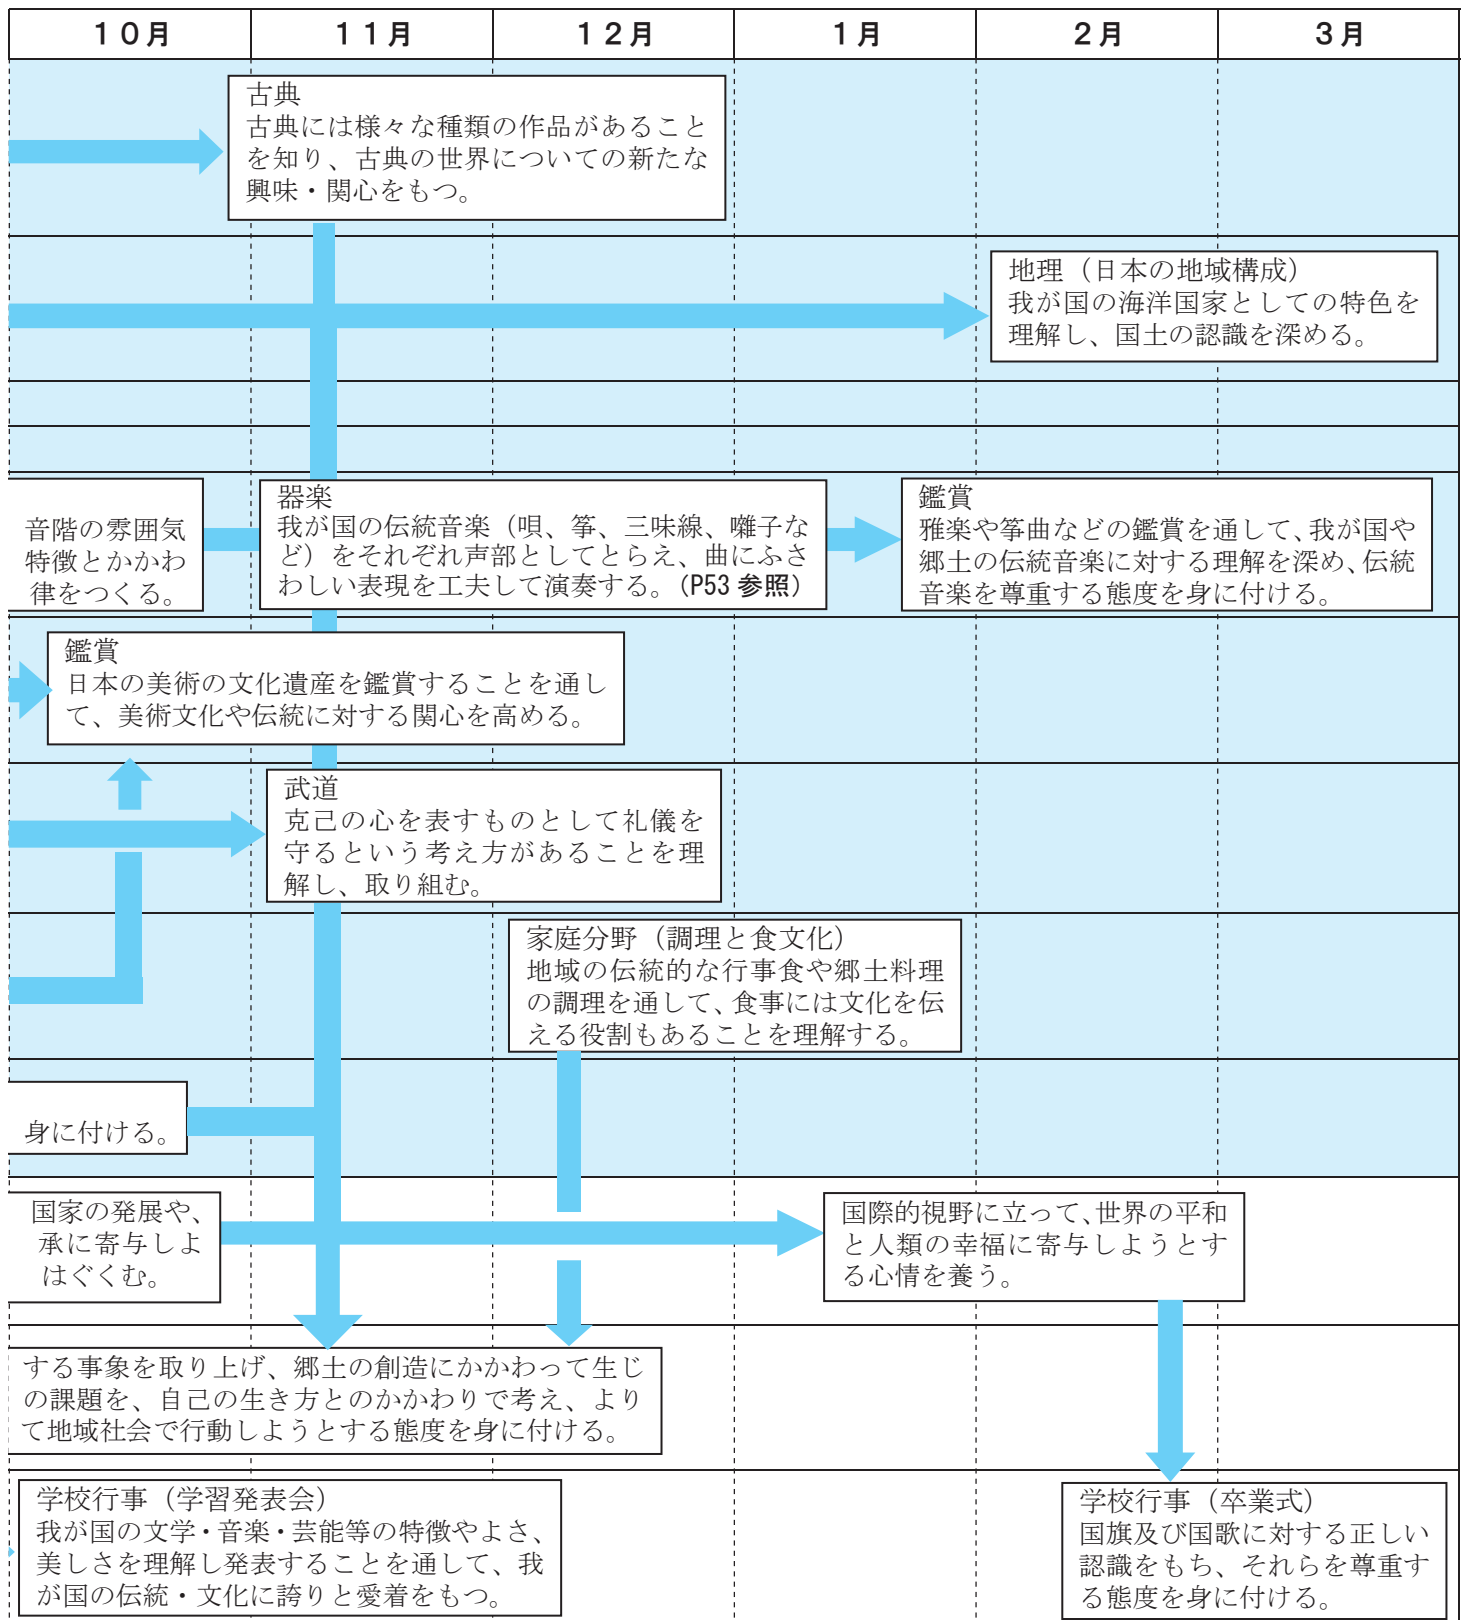 10月 11月 12月 1月 2月 3月
古典
古典には様々な種類の作品があること
を知り、古典の世界についての新たな
興味・関心をもつ。
地理（日本の地域構成）
我が国の海洋国家としての特色を
理解し、国土の認識を深める。
音階の雰囲気
特徴とかかわ
律をつくる。
器楽
我が国の伝統音楽（唄、箏、三味線、囃子な
ど）をそれぞれ声部としてとらえ、曲にふさ
わしい表現を工夫して演奏する。（P53 参照）
鑑賞
雅楽や箏曲などの鑑賞を通して、我が国や
郷土の伝統音楽に対する理解を深め、伝統
音楽を尊重する態度を身に付ける。
鑑賞
日本の美術の文化遺産を鑑賞することを通し
て、美術文化や伝統に対する関心を高める。
武道
克己の心を表すものとして礼儀を
守るという考え方があることを理
解し、取り組む。
家庭分野（調理と食文化）
地域の伝統的な行事食や郷土料理
の調理を通して、食事には文化を伝
える役割もあることを理解する。
身に付ける。
国家の発展や、
承に寄与しよ
はぐくむ。
国際的視野に立って、世界の平和
と人類の幸福に寄与しようとす
る心情を養う。
する事象を取り上げ、郷土の創造にかかわって生じ
の課題を、自己の生き方とのかかわりで考え、より
て地域社会で行動しようとする態度を身に付ける。
学校行事（学習発表会）
我が国の文学・音楽・芸能等の特徴やよさ、
美しさを理解し発表することを通して、我
が国の伝統・文化に誇りと愛着をもつ。
学校行事（卒業式）
国旗及び国歌に対する正しい
認識をもち、それらを尊重す
る態度を身に付ける。